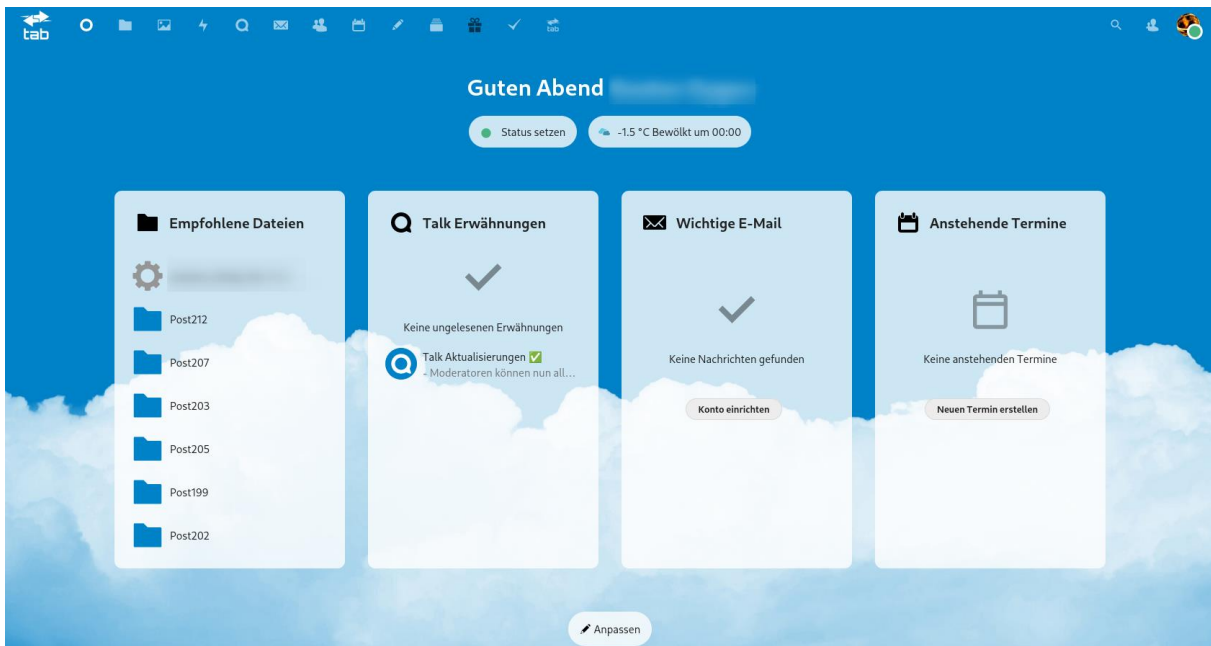 tab
tab
Guten Abend
Status setzen
-1.5 °C Bewölkt um 00:00
Empfohlene Dateien
Post212
Post207
Post203
Post205
Post199
Post202
Talk Erwähnungen
Keine ungelesenen Erwähnungen
Talk Aktualisierungen ✅
- Moderatoren können nun all...
Wichtige E-Mail
Keine Nachrichten gefunden
Konto einrichten
Anstehende Termine
Keine anstehenden Termine
Neuen Termin erstellen
Anpassen